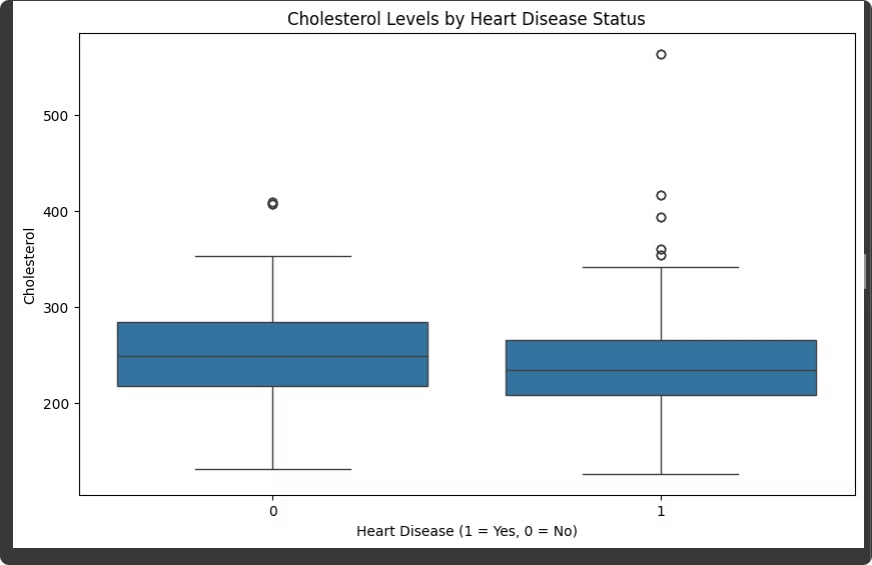 Cholesterol Levels by Heart Disease Status
500
400
300
200
Cholesterol
0
1
Heart Disease (1 = Yes, 0 = No)